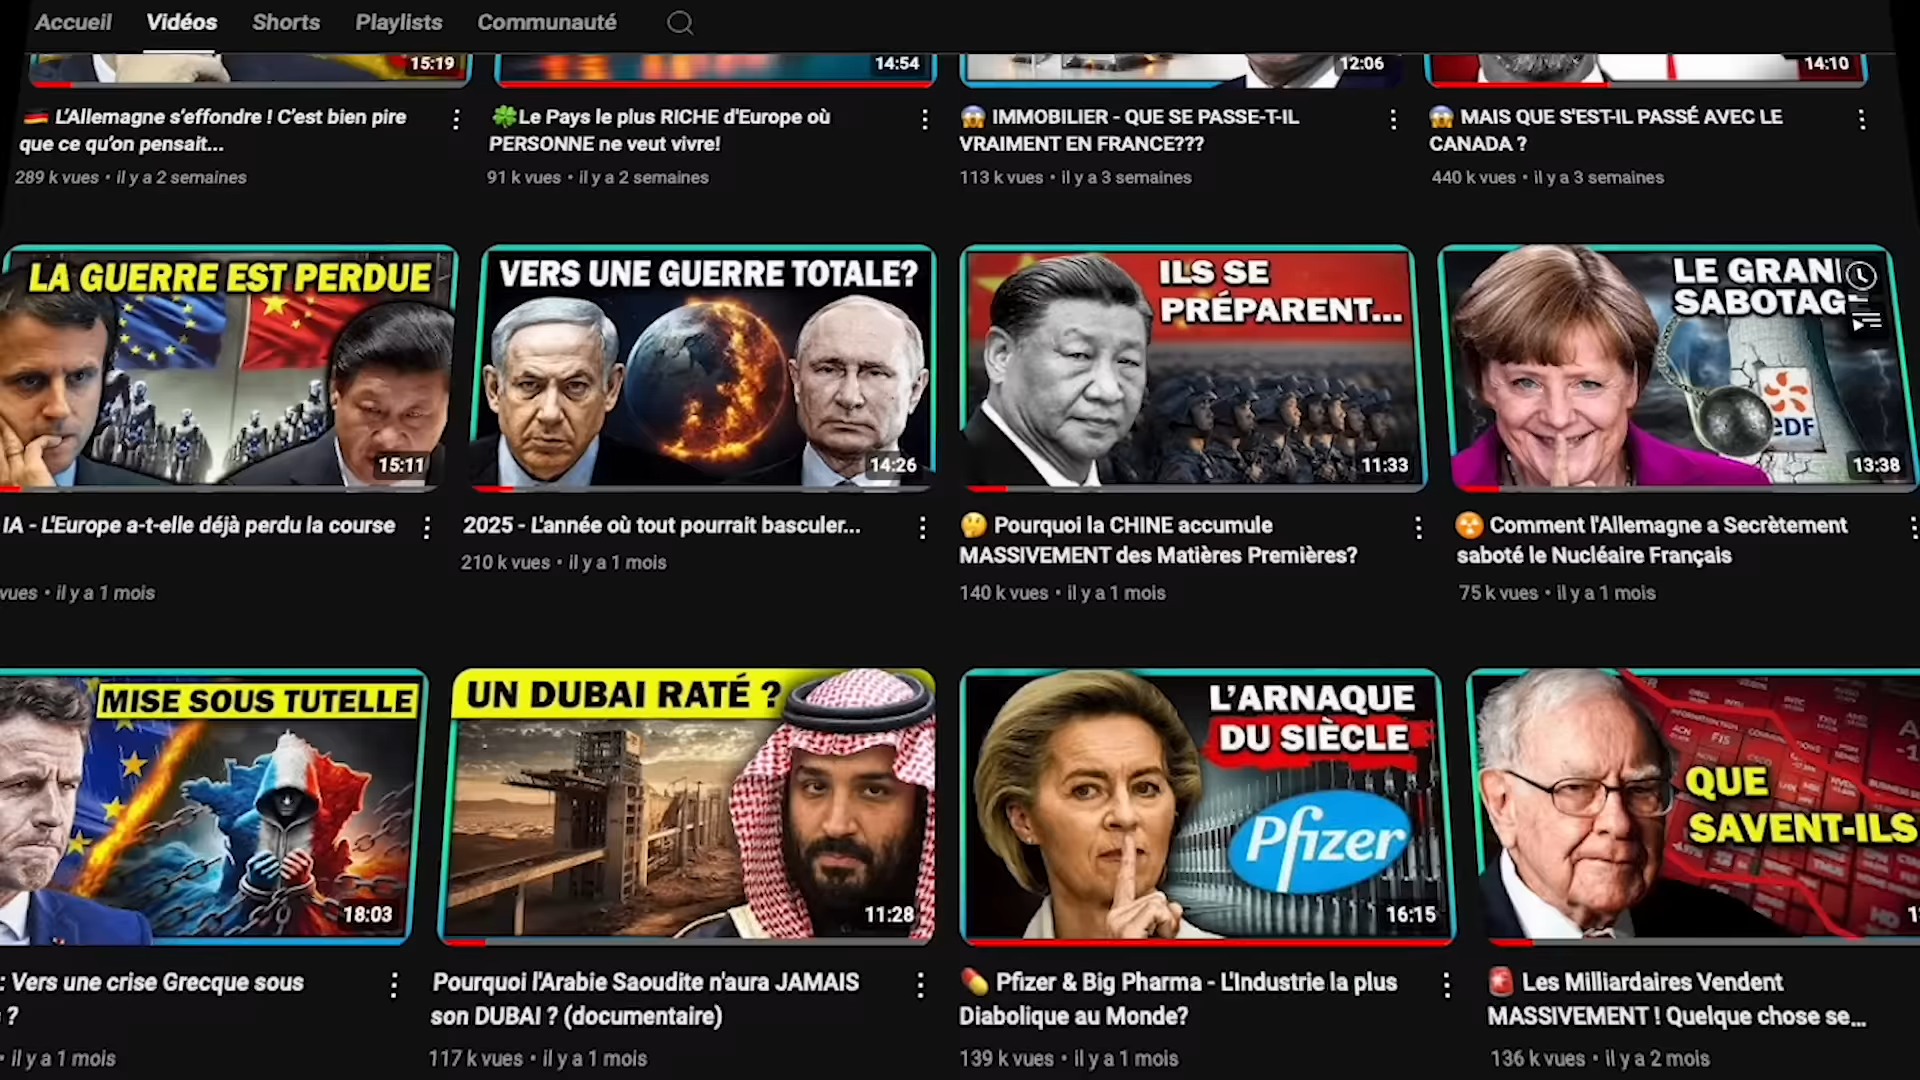 Accueil Vidéos Shorts Playlists Communauté
15:19 14:54 12:06 14:10
L'Allemagne s'effondre ! C'est bien pire
que ce qu'on pensait...
289 k vues • il y a 2 semaines
Le Pays le plus RICHE d'Europe où
PERSONNE ne veut vivre!
91 k vues • il y a 2 semaines
IMMOBILIER - QUE SE PASSE-T-IL
VRAIMENT EN FRANCE???
113 k vues • il y a 3 semaines
MAIS QUE S'EST-IL PASSÉ AVEC LE
CANADA ?
440 k vues • il y a 3 semaines
LA GUERRE EST PERDUE
15:11
IA - L'Europe a-t-elle déjà perdu la course
vues • il y a 1 mois
VERS UNE GUERRE TOTALE?
14:26
2025 - L'année où tout pourrait basculer...
210 k vues • il y a 1 mois
ILS SE
PRÉPARENT...
11:33
Pourquoi la CHINE accumule
MASSIVEMENT des Matières Premières?
140 k vues • il y a 1 mois
LE GRAN
SABOTAG
eDF
13:38
Comment l'Allemagne a Secrètement
saboté le Nucléaire Français
75 k vues • il y a 1 mois
MISE SOUS TUTELLE
18:03
: Vers une crise Grecque sous
?
• il y a 1 mois
UN DUBAI RATÉ ?
11:28
Pourquoi l'Arabie Saoudite n'aura JAMAIS
son DUBAI ? (documentaire)
117 k vues • il y a 1 mois
L'ARNAQUE
DU SIÈCLE
Pfizer
16:15
Pfizer & Big Pharma - L'Industrie la plus
Diabolique au Monde?
139 k vues • il y a 1 mois
QUE
SAVENT-ILS
Les Milliardaires Vendent
MASSIVEMENT ! Quelque chose se...
136 k vues • il y a 2 mois